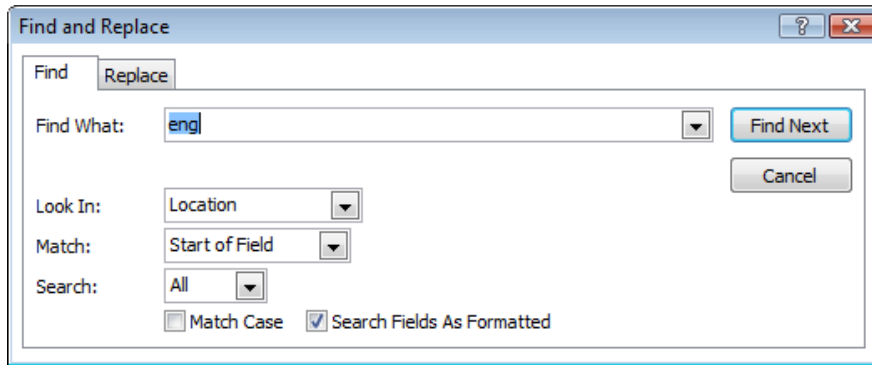 Find and Replace
Find Replace
Find What: eng Find Next
Cancel
Look In: Location
Match: Start of Field
Search: All
Match Case Search Fields As Formatted